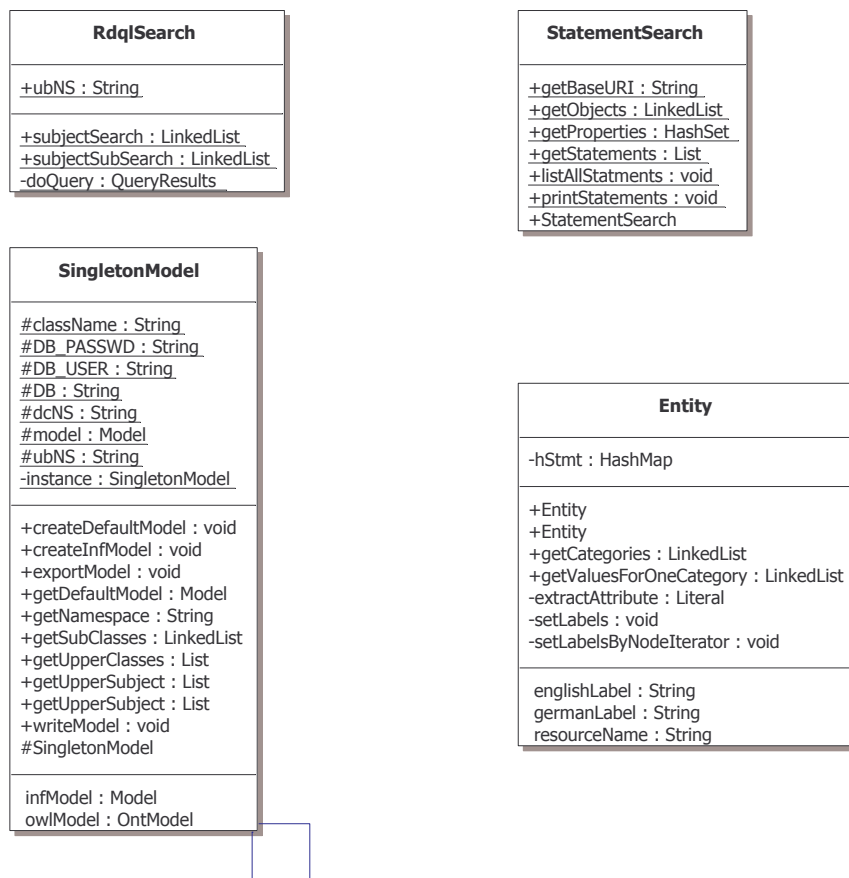 RdqlSearch
+ubNS : String
+subjectSearch : LinkedList
+subjectSubSearch : LinkedList
-doQuery : QueryResults
StatementSearch
+getBaseURI : String
+getObjects : LinkedList
+getProperties : HashSet
+getStatements : List
+listAllStatments : void
+printStatements : void
+StatementSearch
SingletonModel
#className : String
#DB_PASSWD : String
#DB_USER : String
#DB : String
#dcNS : String
#model : Model
#ubNS : String
-instance : SingletonModel
+createDefaultModel : void
+createInfModel : void
+exportModel : void
+getDefaultModel : Model
+getNamespace : String
+getSubClasses : LinkedList
+getUpperClasses : List
+getUpperSubject : List
+getUpperSubject : List
+writeModel : void
#SingletonModel
infModel : Model
owlModel : OntModel
Entity
-hStmt : HashMap
+Entity
+Entity
+getCategories : LinkedList
+getValuesForOneCategory : LinkedList
-extractAttribute : Literal
-setLabels : void
-setLabelsByNodeIterator : void
englishLabel : String
germanLabel : String
resourceName : String